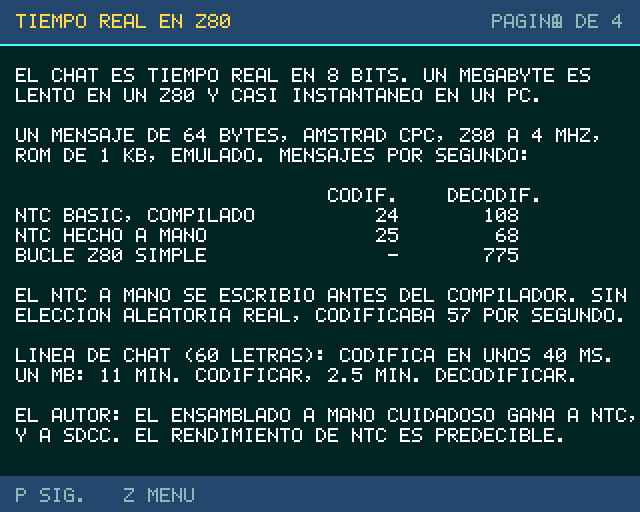 TIEMPO REAL EN Z80
DE 4
EL CHAT ES TIEMPO REAL EN 8 BITS. UN MEGABYTE ES
LENTO EN UN Z80 Y CASI INSTANTANEO EN UN PC.
UN MENSAJE DE 64 BYTES, AMSTRAD CPC, Z80 A 4 MHZ,
ROM DE 1 KB, EMULADO. MENSAJES POR SEGUNDO:
CODIF. DECODIF.
NTC BASIC, COMPILADO 24 108
NTC HECHO A MANO 25 68
BUCLE Z80 SIMPLE - 775
EL NTC A MANO SE ESCRIBIO ANTES DEL COMPILADOR. SIN
ELECCION ALEATORIA REAL, CODIFICABA 57 POR SEGUNDO.
LINEA DE CHAT (60 LETRAS): CODIFICA EN UNOS 40 MS.
UN MB: 11 MIN. CODIFICAR, 2.5 MIN. DECODIFICAR.
EL AUTOR: EL ENSAMBLADO A MANO CUIDADOSO GANA A NTC,
Y A SDCC. EL RENDIMIENTO DE NTC ES PREDECIBLE.
P SIG. Z MENU